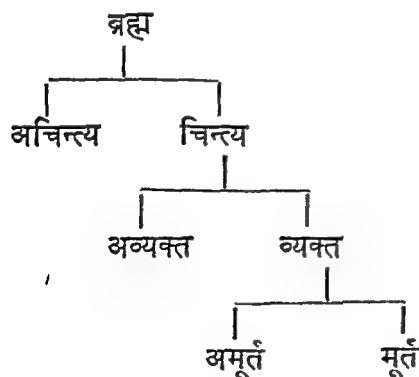 ब्रह्म
अचिन्त्य चिन्त्य
अव्यक्त व्यक्त
अमूर्त मूर्त